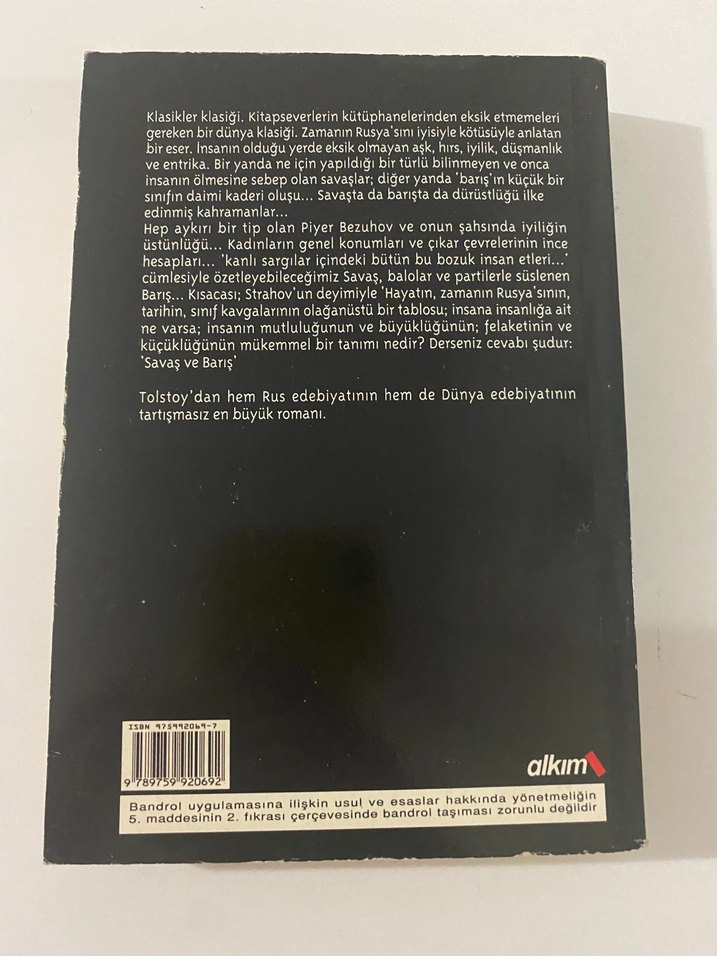 Klasikler klasiği. Kitapseverlerin kütüphanelerinden eksik etmemeleri
gereken bir dünya klasiği. Zamanın Rusya'sını iyisiyle kötüsüyle anlatan
bir eser. İnsanın olduğu yerde eksik olmayan aşk, hırs, iyilik, düşmanlık
ve entrika. Bir yanda ne için yapıldığı bir türlü bilinmeyen ve onca
insanın ölmesine sebep olan savaşlar; diğer yanda 'barış'ın küçük bir
sınıfın daimi kaderi oluşu... Savaşta da barışta da dürüstlüğü ilke
edinmiş kahramanlar...
Hep aykırı bir tip olan Piyer Bezuhov ve onun şahsında iyiliğin
üstünlüğü... Kadınların genel konumları ve çıkar çevrelerinin ince
hesapları... 'kanlı sargılar içindeki bütün bu bozuk insan etleri...'
cümlesiyle özetleyebileceğimiz Savaş, balolar ve partilerle süslenen
Barış... Kısacası; Strahov'un deyimiyle 'Hayatın, zamanın Rusya'sının,
tarihin, sınıf kavgalarının olağanüstü bir tablosu; insana insanlığa ait
ne varsa; insanın mutluluğunun ve büyüklüğünün; felaketinin ve
küçüklüğünün mükemmel bir tanımı nedir? Derseniz cevabı şudur:
'Savaş ve Barış'
Tolstoy'dan hem Rus edebiyatının hem de Dünya edebiyatının
tartışmasız en büyük romanı.
ISBN 975992069-7
9 789759 920692
alkım
Bandrol uygulamasına ilişkin usul ve esaslar hakkında yönetmeliğin
5. maddesinin 2. fıkrası çerçevesinde bandrol taşıması zorunlu değildir